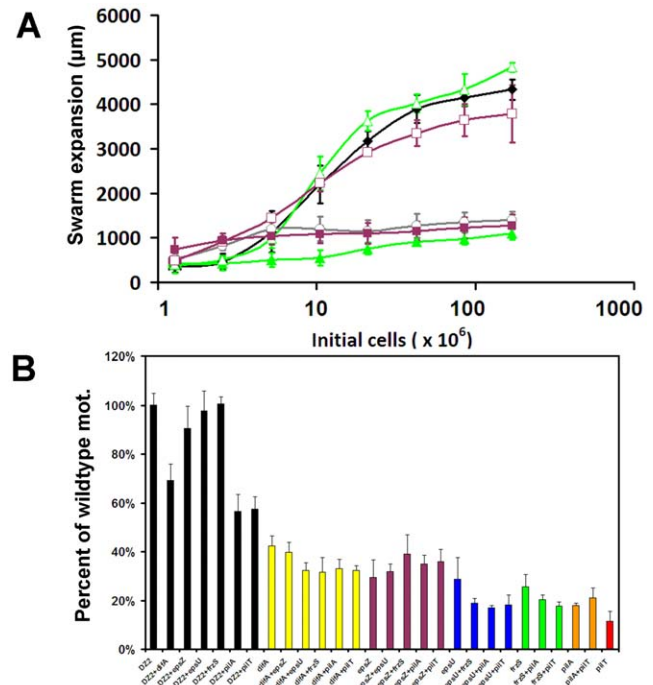 A
Swarm expansion (µm)
6000
5000
4000
3000
2000
1000
0
1
10
100
1000
Initial cells ( x 10⁶)
B
Percent of wildtype mot.
120%
100%
80%
60%
40%
20%
0%
DZ2
DZ2+difA
DZ2+epsZ
DZ2+epsU
DZ2+frzS
DZ2+pilA
DZ2+pilT
difA
difA+epsZ
difA+epsU
difA+frzS
difA+pilA
difA+pilT
epsZ
epsZ+epsU
epsZ+frzS
epsZ+pilA
epsZ+pilT
epsU
epsU+frzS
epsU+pilA
epsU+pilT
frzS
frzS+pilA
frzS+pilT
pilA
pilA+pilT
pilT